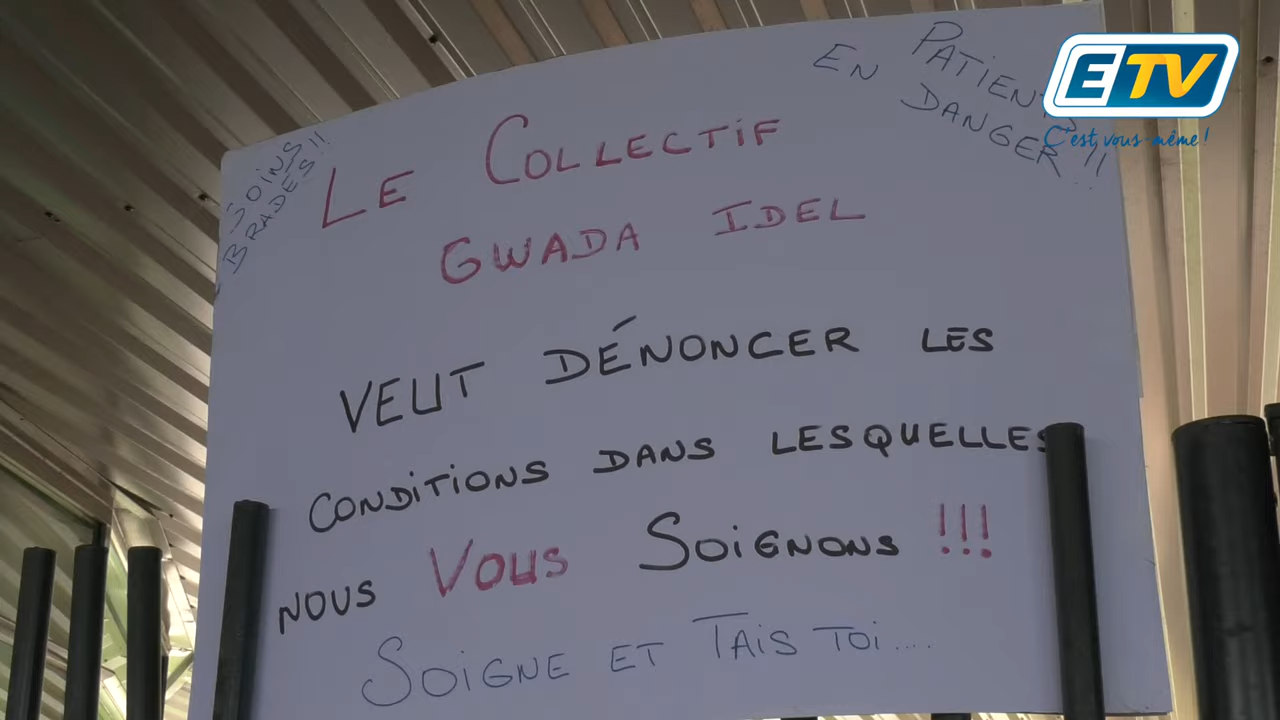 SOINS
BRADÉS !!
EN PATIENTS
DANGER !!
LE COLLECTIF
GWADA IDEL
VEUT DÉNONCER LES
CONDITIONS DANS LESQUELLES
NOUS VOUS SOIGNONS !!!
SOIGNE ET TAIS TOI....
ETV
C'est vous-même !